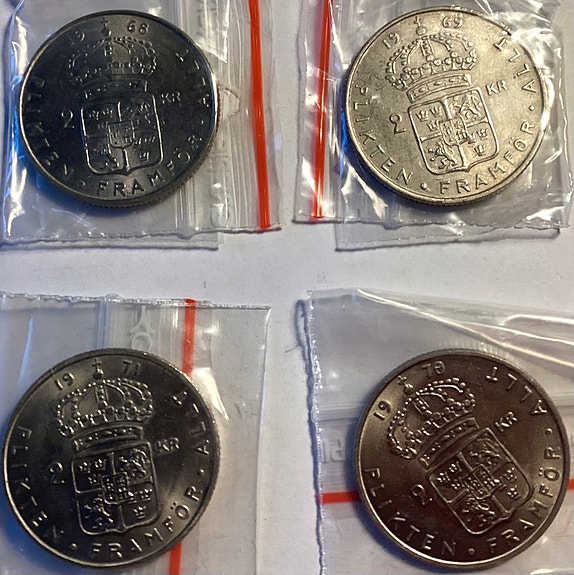 19 68
PLIKTEN · FRAMFÖR · ALLT
2 KR
19 69
PLIKTEN · FRAMFÖR · ALLT
2 KR
19 71
PLIKTEN · FRAMFÖR · ALLT
2 KR
19 70
PLIKTEN · FRAMFÖR · ALLT
2 KR